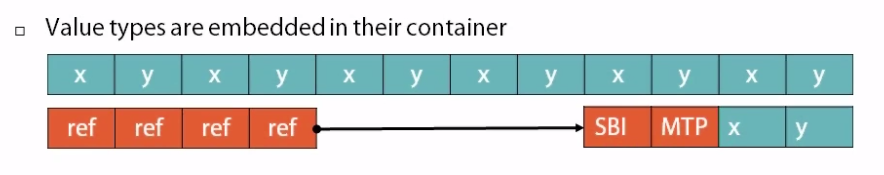 Value types are embedded in their container
x y x y x y x y x y x y
ref ref ref ref SBI MTP x y